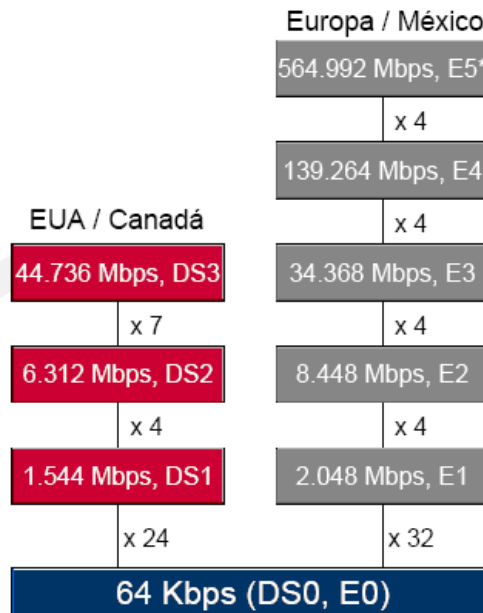 Europa / México
564.992 Mbps, E5*
x 4
139.264 Mbps, E4
x 4
EUA / Canadá
44.736 Mbps, DS3
34.368 Mbps, E3
x 7
x 4
6.312 Mbps, DS2
8.448 Mbps, E2
x 4
x 4
1.544 Mbps, DS1
2.048 Mbps, E1
x 24
x 32
64 Kbps (DS0, E0)